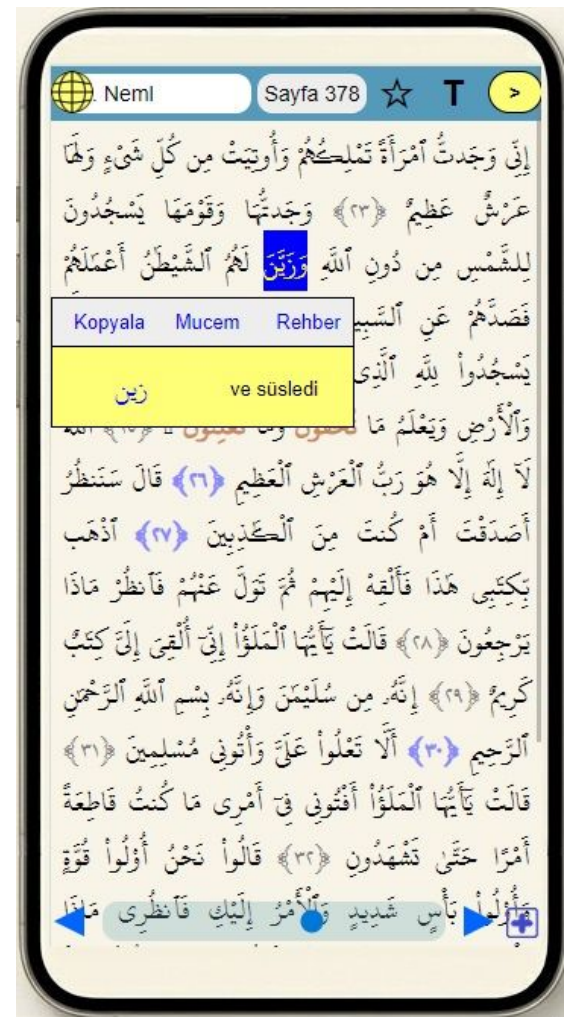 . Neml Sayfa 378 ☆ T >
إِنِّى وَجَدتُّ ٱمْرَأَةً تَمْلِكُهُمْ وَأُوتِيَتْ مِن كُلِّ شَىْءٍ وَلَهَا
عَرْشٌ عَظِيمٌ ﴿٢٣﴾ وَجَدتُّهَا وَقَوْمَهَا يَسْجُدُونَ
لِلشَّمْسِ مِن دُونِ ٱللَّهِ وَزَيَّنَ لَهُمُ ٱلشَّيْطَٰنُ أَعْمَٰلَهُمْ
فَصَدَّهُمْ عَنِ ٱلسَّبِي
Kopyala Mucem Rehber
يَسْجُدُوا۟ لِلَّهِ ٱلَّذِى
زين ve süsledi
وَٱلْأَرْضِ وَيَعْلَمُ مَا
لَآ إِلَٰهَ إِلَّا هُوَ رَبُّ ٱلْعَرْشِ ٱلْعَظِيمِ ﴿٢٦﴾ قَالَ سَنَنظُرُ
أَصَدَقْتَ أَمْ كُنتَ مِنَ ٱلْكَٰذِبِينَ ﴿٢٧﴾ ٱذْهَب
بِّكِتَٰبِى هَٰذَا فَأَلْقِهْ إِلَيْهِمْ ثُمَّ تَوَلَّ عَنْهُمْ فَٱنظُرْ مَاذَا
يَرْجِعُونَ ﴿٢٨﴾ قَالَتْ يَٰٓأَيُّهَا ٱلْمَلَؤُا۟ إِنِّىٓ أُلْقِىَ إِلَىَّ كِتَٰبٌ
كَرِيمٌ ﴿٢٩﴾ إِنَّهُۥ مِن سُلَيْمَٰنَ وَإِنَّهُۥ بِسْمِ ٱللَّهِ ٱلرَّحْمَٰنِ
ٱلرَّحِيمِ ﴿٣٠﴾ أَلَّا تَعْلُوا۟ عَلَىَّ وَأْتُونِى مُسْلِمِينَ ﴿٣١﴾
قَالَتْ يَٰٓأَيُّهَا ٱلْمَلَؤُا۟ أَفْتُونِى فِىٓ أَمْرِى مَا كُنتُ قَاطِعَةً
أَمْرًا حَتَّىٰ تَشْهَدُونِ ﴿٣٢﴾ قَالُوا۟ نَحْنُ أُو۟لُوا۟ قُوَّةٍ
وَأُو۟لُوا۟ بَأْسٍ شَدِيدٍ وَٱلْأَمْرُ إِلَيْكِ فَٱنظُرِى مَاذَا